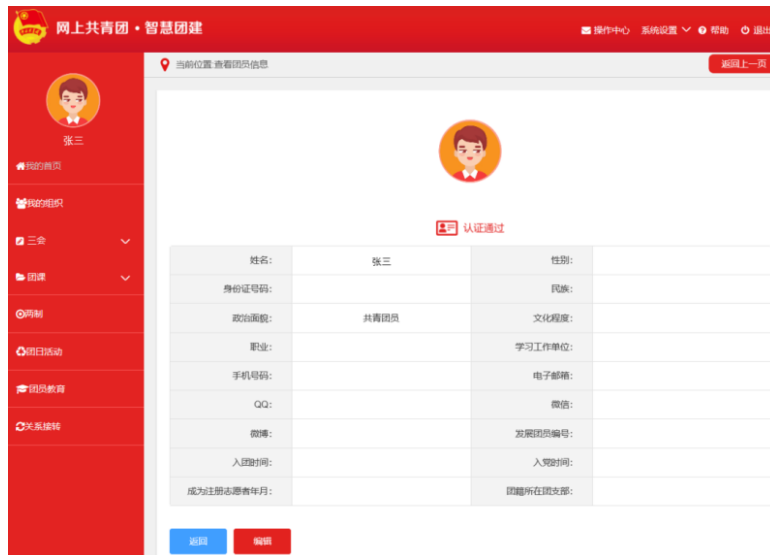 网上共青团·智慧团建
操作中心 系统设置 帮助 退出
当前位置:查看团员信息 返回上一页
张三
我的首页
我的组织
三会
团课
两制
团日活动
团员教育
关系接转
认证通过
姓名: 张三 性别:
身份证号码: 民族:
政治面貌: 共青团员 文化程度:
职业: 学习工作单位:
手机号码: 电子邮箱:
QQ: 微信:
微博: 发展团员编号:
入团时间: 入党时间:
成为注册志愿者年月: 团籍所在团支部:
返回 编辑